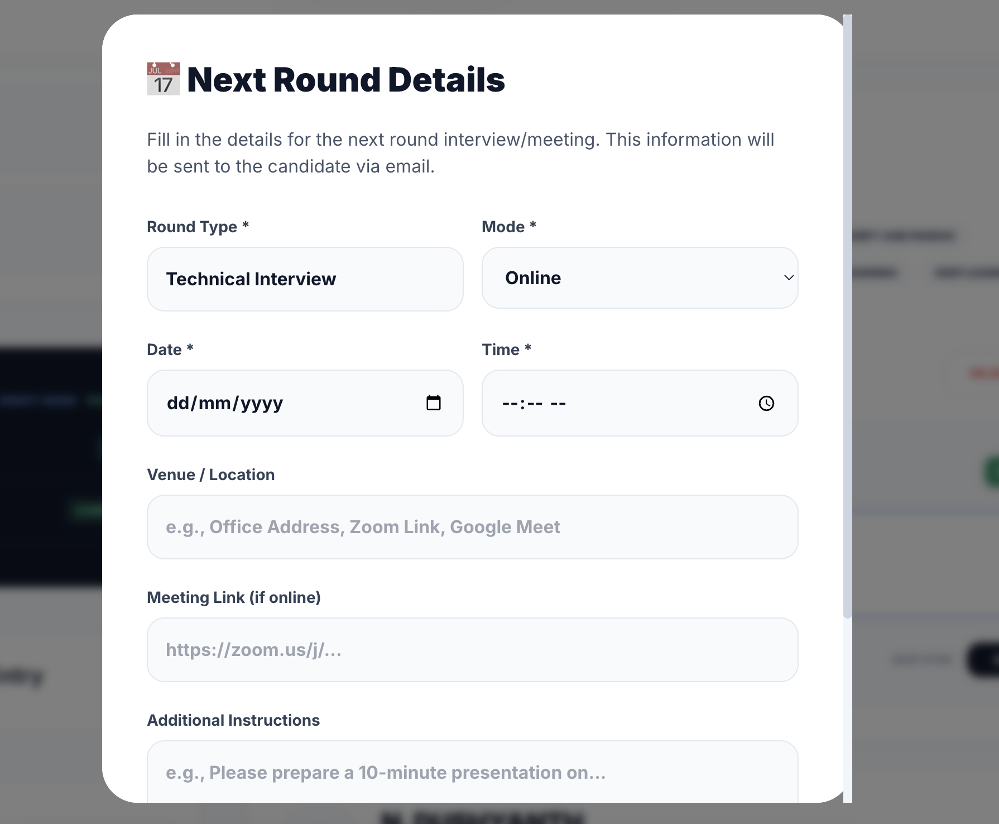 JUL
17
Next Round Details
Fill in the details for the next round interview/meeting. This information will
be sent to the candidate via email.
Round Type *
Mode *
Technical Interview
Online
Date *
Time *
dd/mm/yyyy
--:-- --
Venue / Location
e.g., Office Address, Zoom Link, Google Meet
Meeting Link (if online)
https://zoom.us/j/...
Additional Instructions
e.g., Please prepare a 10-minute presentation on...